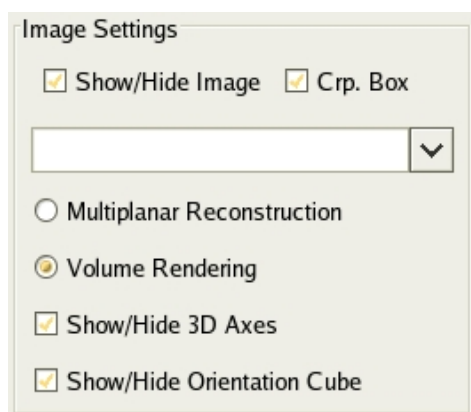 Image Settings
Show/Hide Image Crp. Box
Multiplanar Reconstruction
Volume Rendering
Show/Hide 3D Axes
Show/Hide Orientation Cube